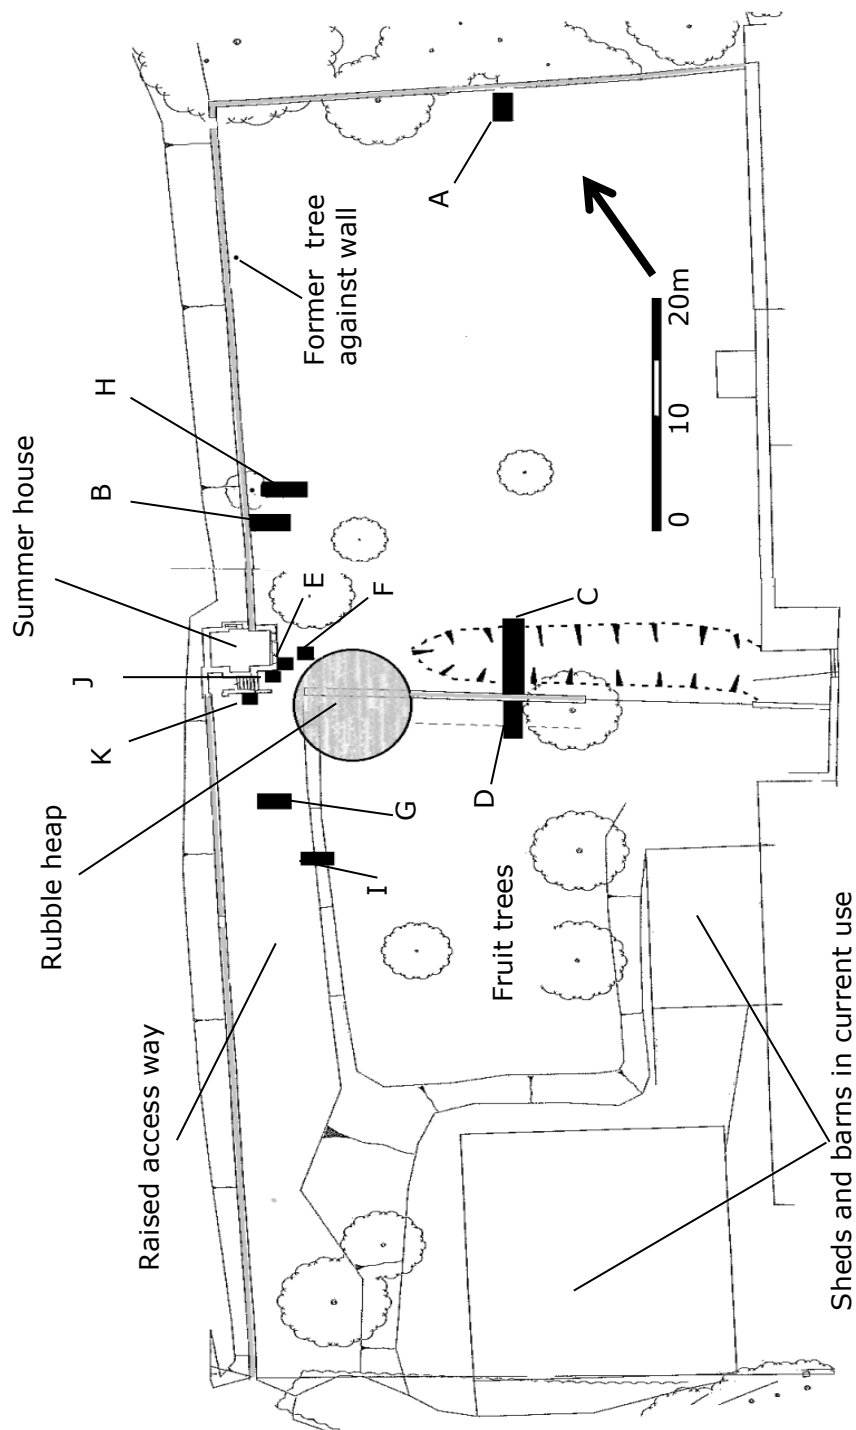 Summer house
H
B
E
F
J
K
Rubble heap
G
I
D
C
A
Former tree
against wall
Raised access way
Fruit trees
0
10
20m
Sheds and barns in current use